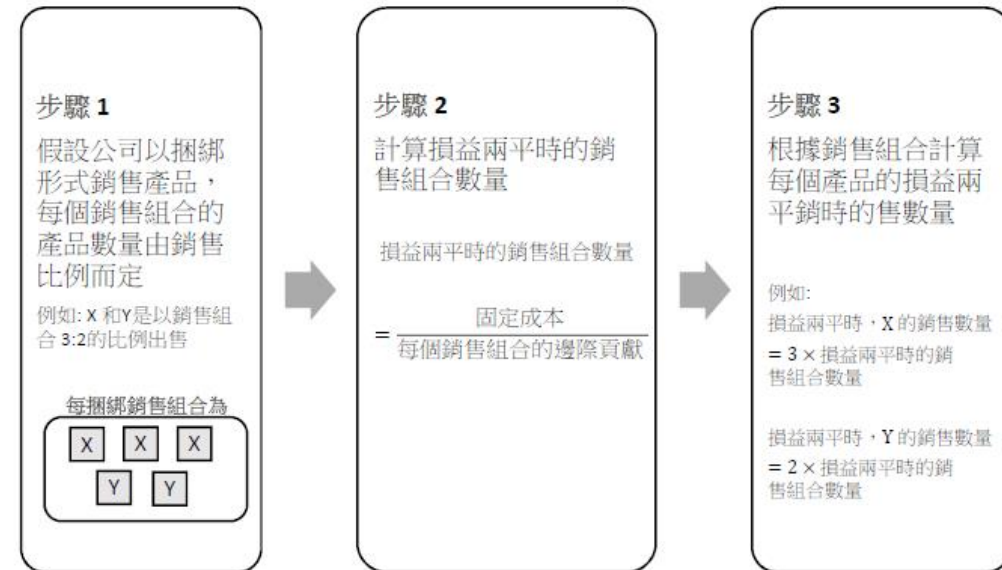 步驟 1
假設公司以捆綁
形式銷售產品，
每個銷售組合的
產品數量由銷售
比例而定
例如: X 和Y是以銷售組
合 3:2的比例出售
每捆綁銷售組合為
X X X
Y Y
步驟 2
計算損益兩平時的銷
售組合數量
損益兩平時的銷售組合數量
= 固定成本
每個銷售組合的邊際貢獻
步驟 3
根據銷售組合計算
每個產品的損益兩
平銷時的售數量
例如:
損益兩平時，X 的銷售數量
= 3 × 損益兩平時的銷
售組合數量
損益兩平時，Y 的銷售數量
= 2 × 損益兩平時的銷
售組合數量